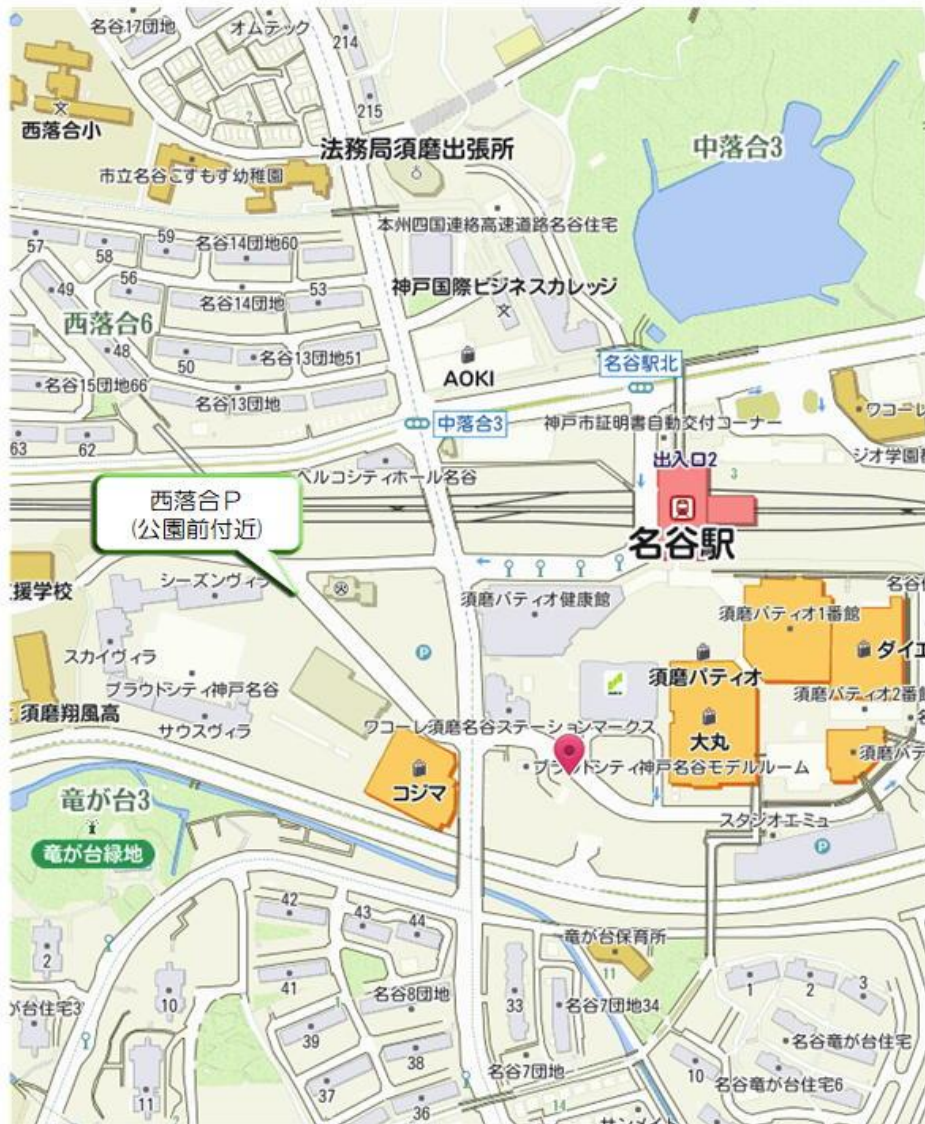 名谷17団地
オムテック
214
215
西落合小
2
法務局須磨出張所
中落合3
市立名谷こすもす幼稚園
本州四国連絡高速道路名谷住宅
57
58
59
名谷14団地60
56
49
名谷14団地
53
神戸国際ビジネスカレッジ
西落合6
48
50
名谷13団地51
AOKI
名谷駅北
名谷15団地66
名谷13団地
中落合3
神戸市証明書自動交付コーナー
ワコーレ
63
62
ベルコシティホール名谷
出入口2
3
ジオ学園
西落合P
(公園前付近)
名谷駅
援学校
シーズンヴィラ
須磨パティオ健康館
須磨パティオ1番館
スカイヴィラ
P
須磨パティオ
ダイエ
プラウドシティ神戸名谷
須磨パティオ2番館
須磨翔風高
サウスヴィラ
ワコーレ須磨名谷ステーションマークス
大丸
須磨パテ
コジマ
プラウドシティ神戸名谷モデルルーム
竜が台3
スタジオエミュ
竜が台緑地
P
42
43
44
竜が台保育所
2
11
41
10
名谷8団地
33
名谷7団地34
1
2
3
が台住宅3
1
39
38
名谷竜が台住宅
名谷7団地
10
名谷竜が台住宅6
11
37
36
14
サンメイト